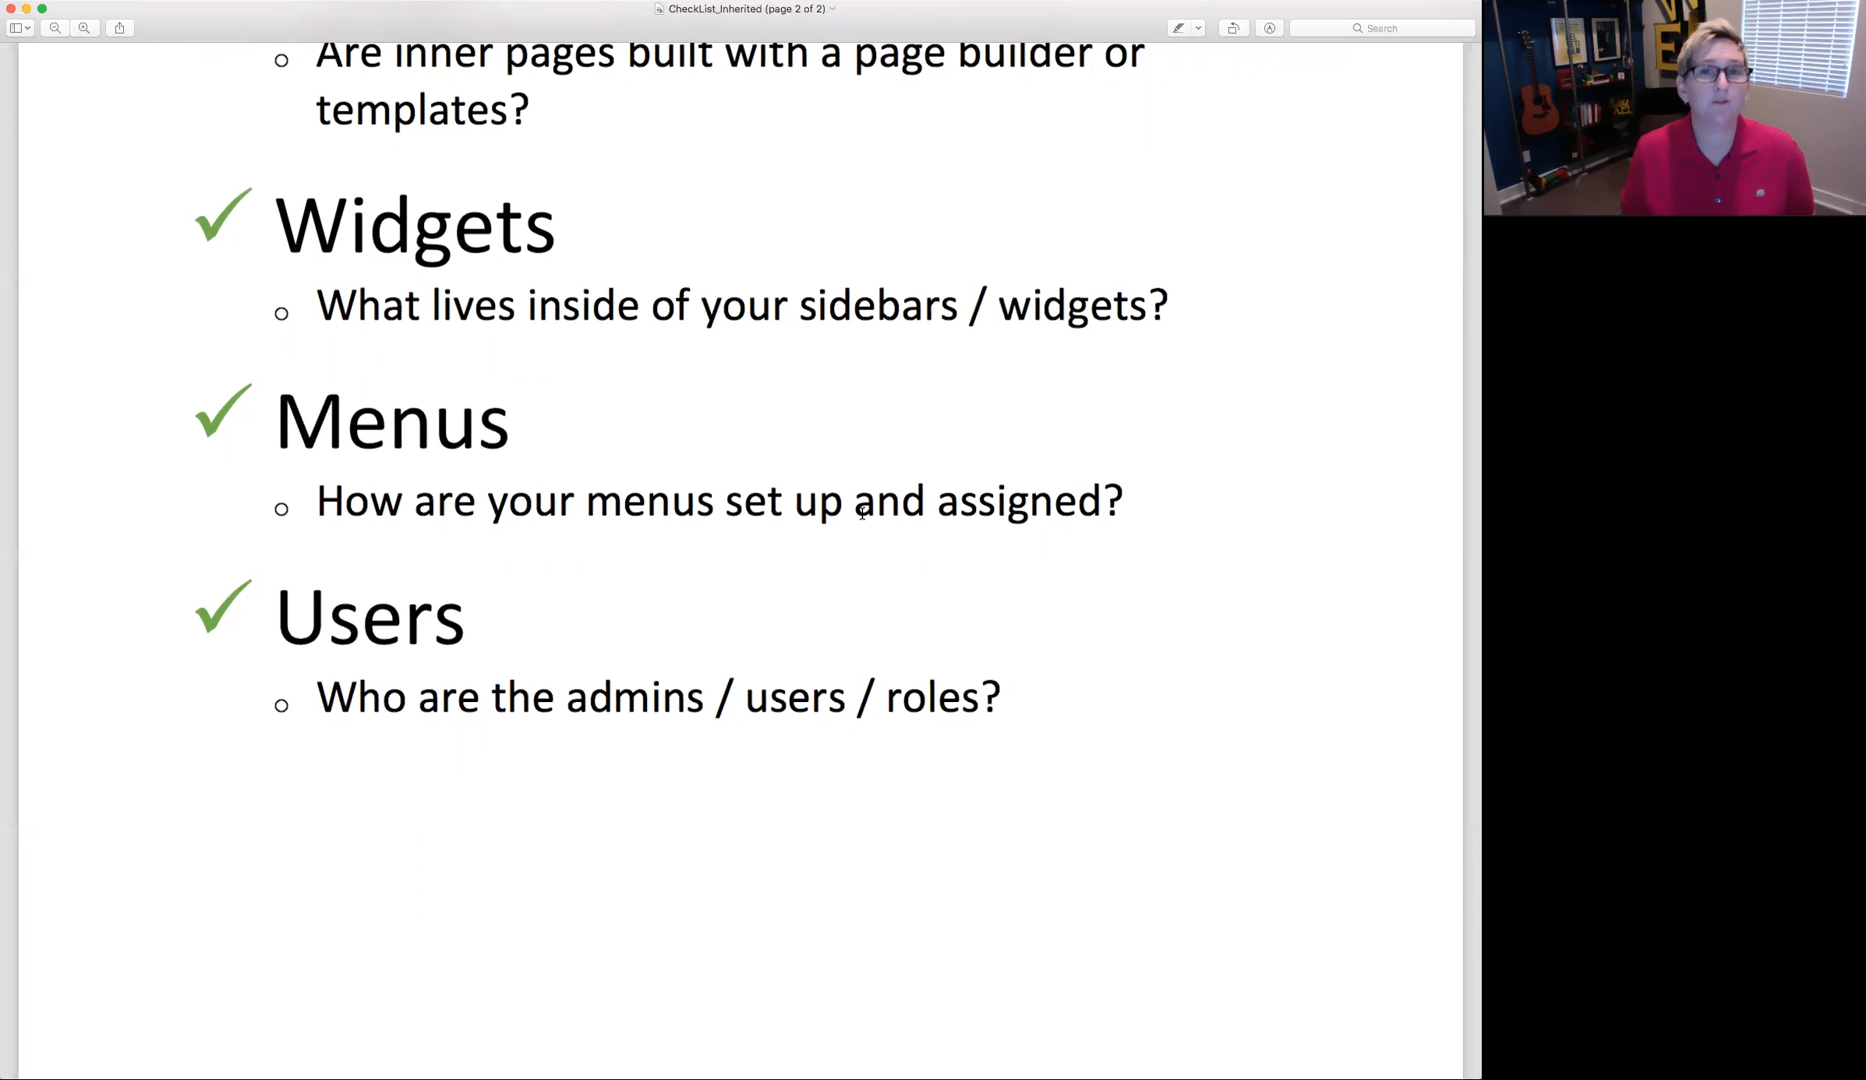 CheckList_Inherited (page 2 of 2)
Search
Are inner pages built with a page builder or
templates?
Widgets
What lives inside of your sidebars / widgets?
Menus
How are your menus set up and assigned?
Users
Who are the admins / users / roles?